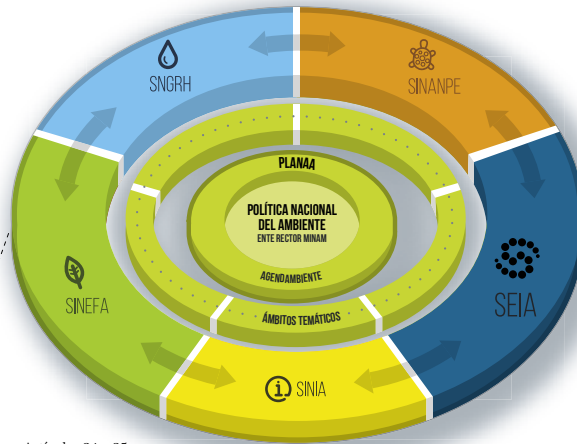 SNGRH
SINANPE
PLANAA
POLÍTICA NACIONAL
DEL AMBIENTE
ENTE RECTOR MINAM
AGENDAMBIENTE
ÁMBITOS TEMÁTICOS
SINEFA
SEIA
SINIA